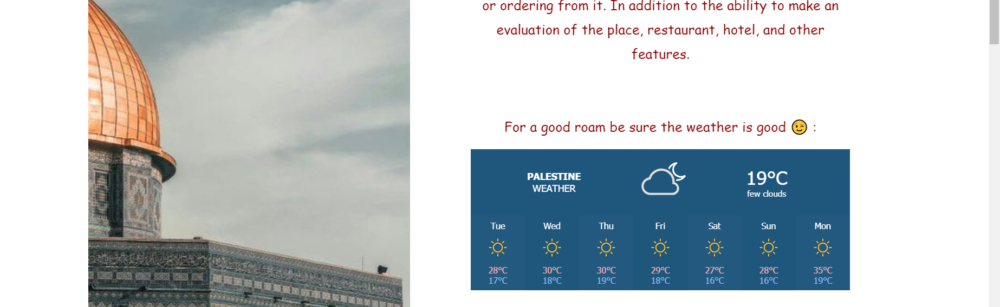 or ordering from it. In addition to the ability to make an
evaluation of the place, restaurant, hotel, and other
features.
For a good roam be sure the weather is good 😉 :
PALESTINE
WEATHER
19°C
few clouds
Tue Wed Thu Fri Sat Sun Mon
28°C 30°C 30°C 29°C 27°C 28°C 35°C
17°C 18°C 19°C 18°C 16°C 16°C 19°C